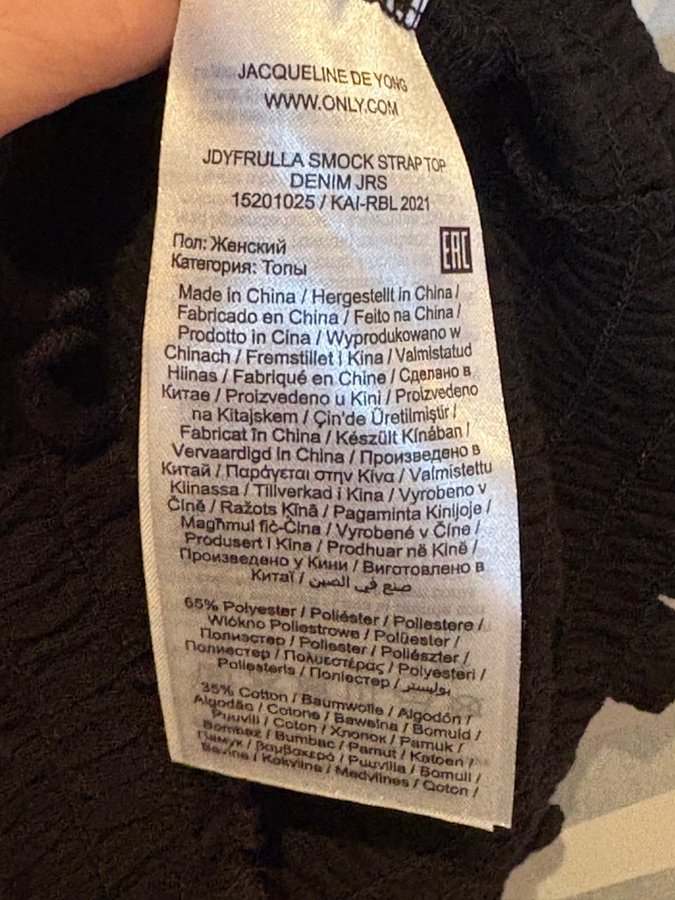 JACQUELINE DE YONG
WWW.ONLY.COM
JDYFRULLA SMOCK STRAP TOP
DENIM JRS
15201025 / KAI-RBL 2021
Пол: Женский
EAC
Категория: Топы
Made in China / Hergestellt in China /
Fabricado en China / Feito na China /
Prodotto in Cina / Wyprodukowano w
Chinach / Fremstillet i Kina / Valmistatud
Hiinas / Fabriqué en Chine / Сделано в
Китае / Proizvedeno u Kini / Proizvedeno
na Kitajskem / Çin'de Üretilmiştir /
Fabricat în China / Készült Kínában /
Vervaardigd In China / Произведено в
Китай / Παράγεται στην Κίνα / Valmistettu
Kiinassa / Tillverkad i Kina / Vyrobeno v
Číně / Ražots Ķīnā / Pagaminta Kinijoje /
Magħmul fiċ-Ċina / Vyrobené v Číne /
Produsert i Kina / Prodhuar në Kinë /
Произведено у Кини / Виготовлено в
Китаї / صنع في الصين
65% Polyester / Poliéster / Poliestere /
Włókno Poliestrowe / Polüester /
Полиэстер / Poliester / Poliészter /
Полиестер / Πολυεστέρας / Polyesteri /
Poliesteris / Поліестер / بوليستر
35% Cotton / Baumwolle / Algodón /
Algodão / Cotone / Bawełna / Bomuld /
Puuvill / Coton / Хлопок / Pamuk /
Bombaž / Bumbac / Pamut / Katoen /
Памук / Βαμβακερό / Puuvilla / Bomull /
Bavlna / Kokvilna / Medvilnės / Qoton /